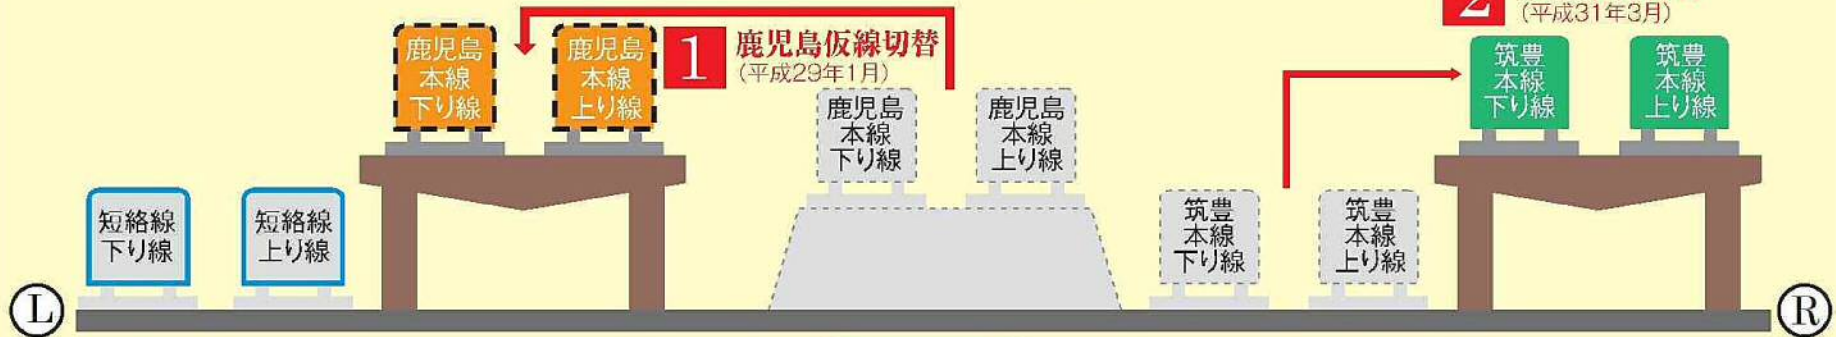 鹿児島
本線
下り線
鹿児島
本線
上り線
1
鹿児島仮線切替
(平成29年1月)
2
(平成31年3月)
鹿児島
本線
下り線
鹿児島
本線
上り線
筑豊
本線
下り線
筑豊
本線
上り線
短絡線
下り線
短絡線
上り線
筑豊
本線
下り線
筑豊
本線
上り線
L
R